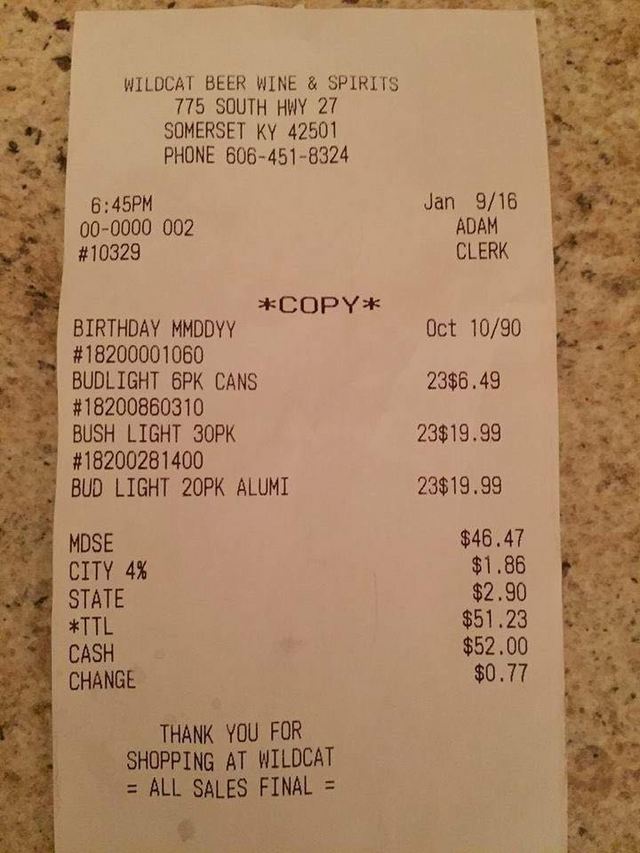 WILDCAT BEER WINE & SPIRITS
775 SOUTH HWY 27
SOMERSET KY 42501
PHONE 606-451-8324
6:45PM Jan 9/16
00-0000 002 ADAM
#10329 CLERK
*COPY*
BIRTHDAY MMDDYY Oct 10/90
#18200001060
BUDLIGHT 6PK CANS 23$6.49
#18200860310
BUSH LIGHT 30PK 23$19.99
#18200281400
BUD LIGHT 20PK ALUMI 23$19.99
MDSE $46.47
CITY 4% $1.86
STATE $2.90
*TTL $51.23
CASH $52.00
CHANGE $0.77
THANK YOU FOR
SHOPPING AT WILDCAT
= ALL SALES FINAL =